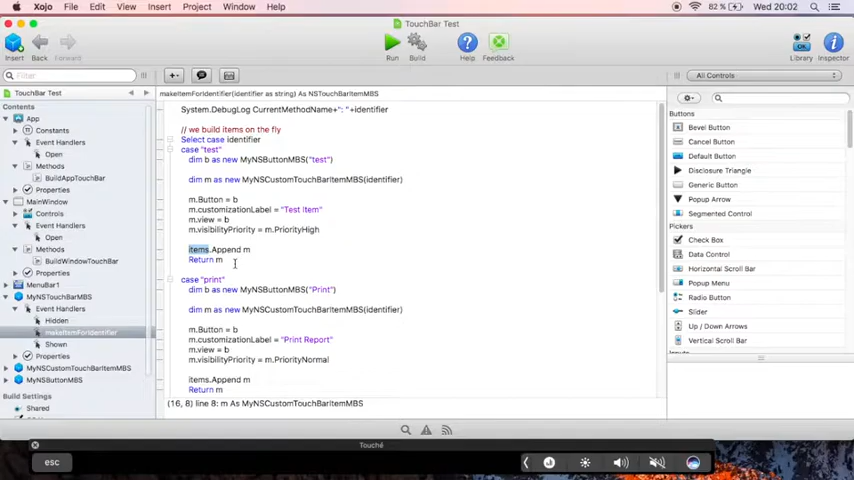 Xojo File Edit View Insert Project Window Help 82 % Wed 20:02
TouchBar Test
Insert Back Forward Run Build Help Feedback Library Inspector
Filter
All Controls
TouchBar Test
makeItemForIdentifier(identifier as string) As NSTouchBarItemMBS
Contents
App
Constants
Event Handlers
Open
Methods
BuildAppTouchBar
Properties
MainWindow
Controls
Event Handlers
Open
Methods
BuildWindowTouchBar
Properties
MenuBar1
MyNSTouchBarMBS
Event Handlers
Hidden
makeItemForIdentifier
Shown
Properties
MyNSCustomTouchBarItemMBS
MyNSButtonMBS
Build Settings
Shared
System.DebugLog CurrentMethodName+": "+identifier
// we build items on the fly
Select case identifier
case "test"
dim b as new MyNSButtonMBS("test")
dim m as new MyNSCustomTouchBarItemMBS(identifier)
m.Button = b
m.customizationLabel = "Test Item"
m.view = b
m.visibilityPriority = m.PriorityHigh
items.Append m
Return m
case "print"
dim b as new MyNSButtonMBS("Print")
dim m as new MyNSCustomTouchBarItemMBS(identifier)
m.Button = b
m.customizationLabel = "Print Report"
m.view = b
m.visibilityPriority = m.PriorityNormal
items.Append m
Return m
(16, 8) line 8: m As MyNSCustomTouchBarItemMBS
Buttons
Bevel Button
Cancel Button
Default Button
Disclosure Triangle
Generic Button
Popup Arrow
Segmented Control
Pickers
Check Box
Data Control
Horizontal Scroll Bar
Popup Menu
Radio Button
Slider
Up / Down Arrows
Vertical Scroll Bar
Touché
esc